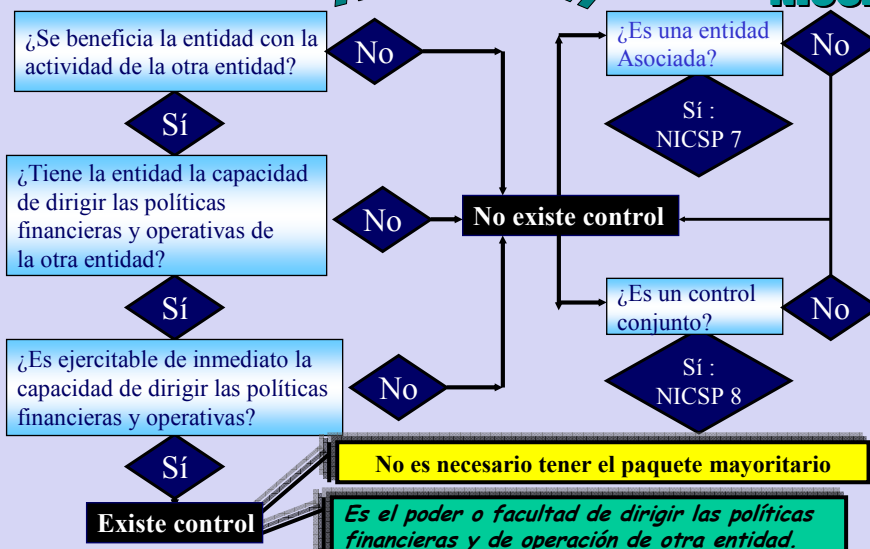 ¿Se beneficia la entidad con la
actividad de la otra entidad?
No
Sí
¿Tiene la entidad la capacidad
de dirigir las políticas
financieras y operativas de
la otra entidad?
No
Sí
¿Es ejercitable de inmediato la
capacidad de dirigir las políticas
financieras y operativas?
No
Sí
Existe control
No existe control
¿Es una entidad
Asociada?
No
Sí :
NICSP 7
¿Es un control
conjunto?
No
Sí :
NICSP 8
No es necesario tener el paquete mayoritario
Es el poder o facultad de dirigir las políticas
financieras y de operación de otra entidad.